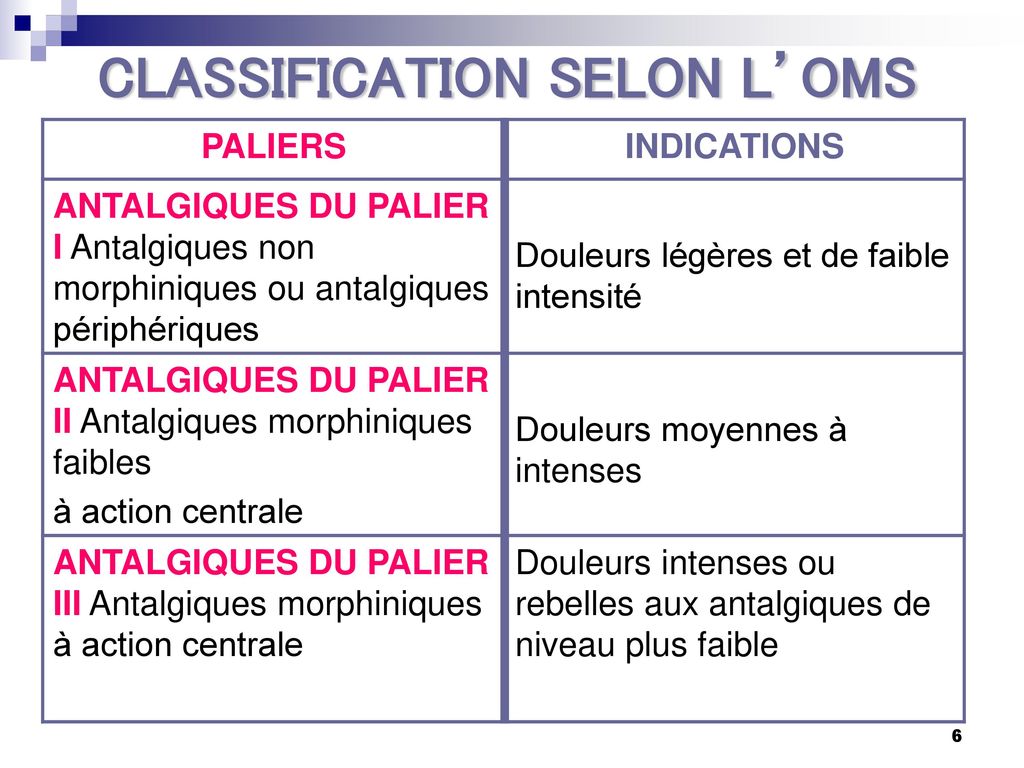 CLASSIFICATION SELON L’OMS
PALIERS
INDICATIONS
ANTALGIQUES DU PALIER
I Antalgiques non
morphiniques ou antalgiques
périphériques
Douleurs légères et de faible
intensité
ANTALGIQUES DU PALIER
II Antalgiques morphiniques
faibles
à action centrale
Douleurs moyennes à
intenses
ANTALGIQUES DU PALIER
III Antalgiques morphiniques
à action centrale
Douleurs intenses ou
rebelles aux antalgiques de
niveau plus faible
6